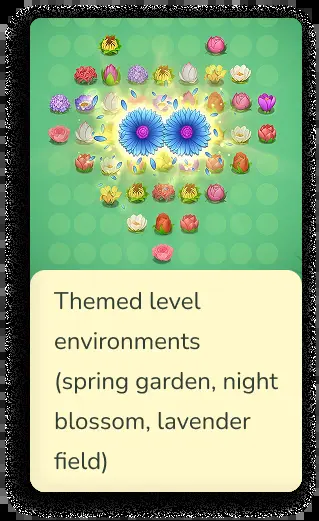 Themed level
environments
(spring garden, night
blossom, lavender
field)